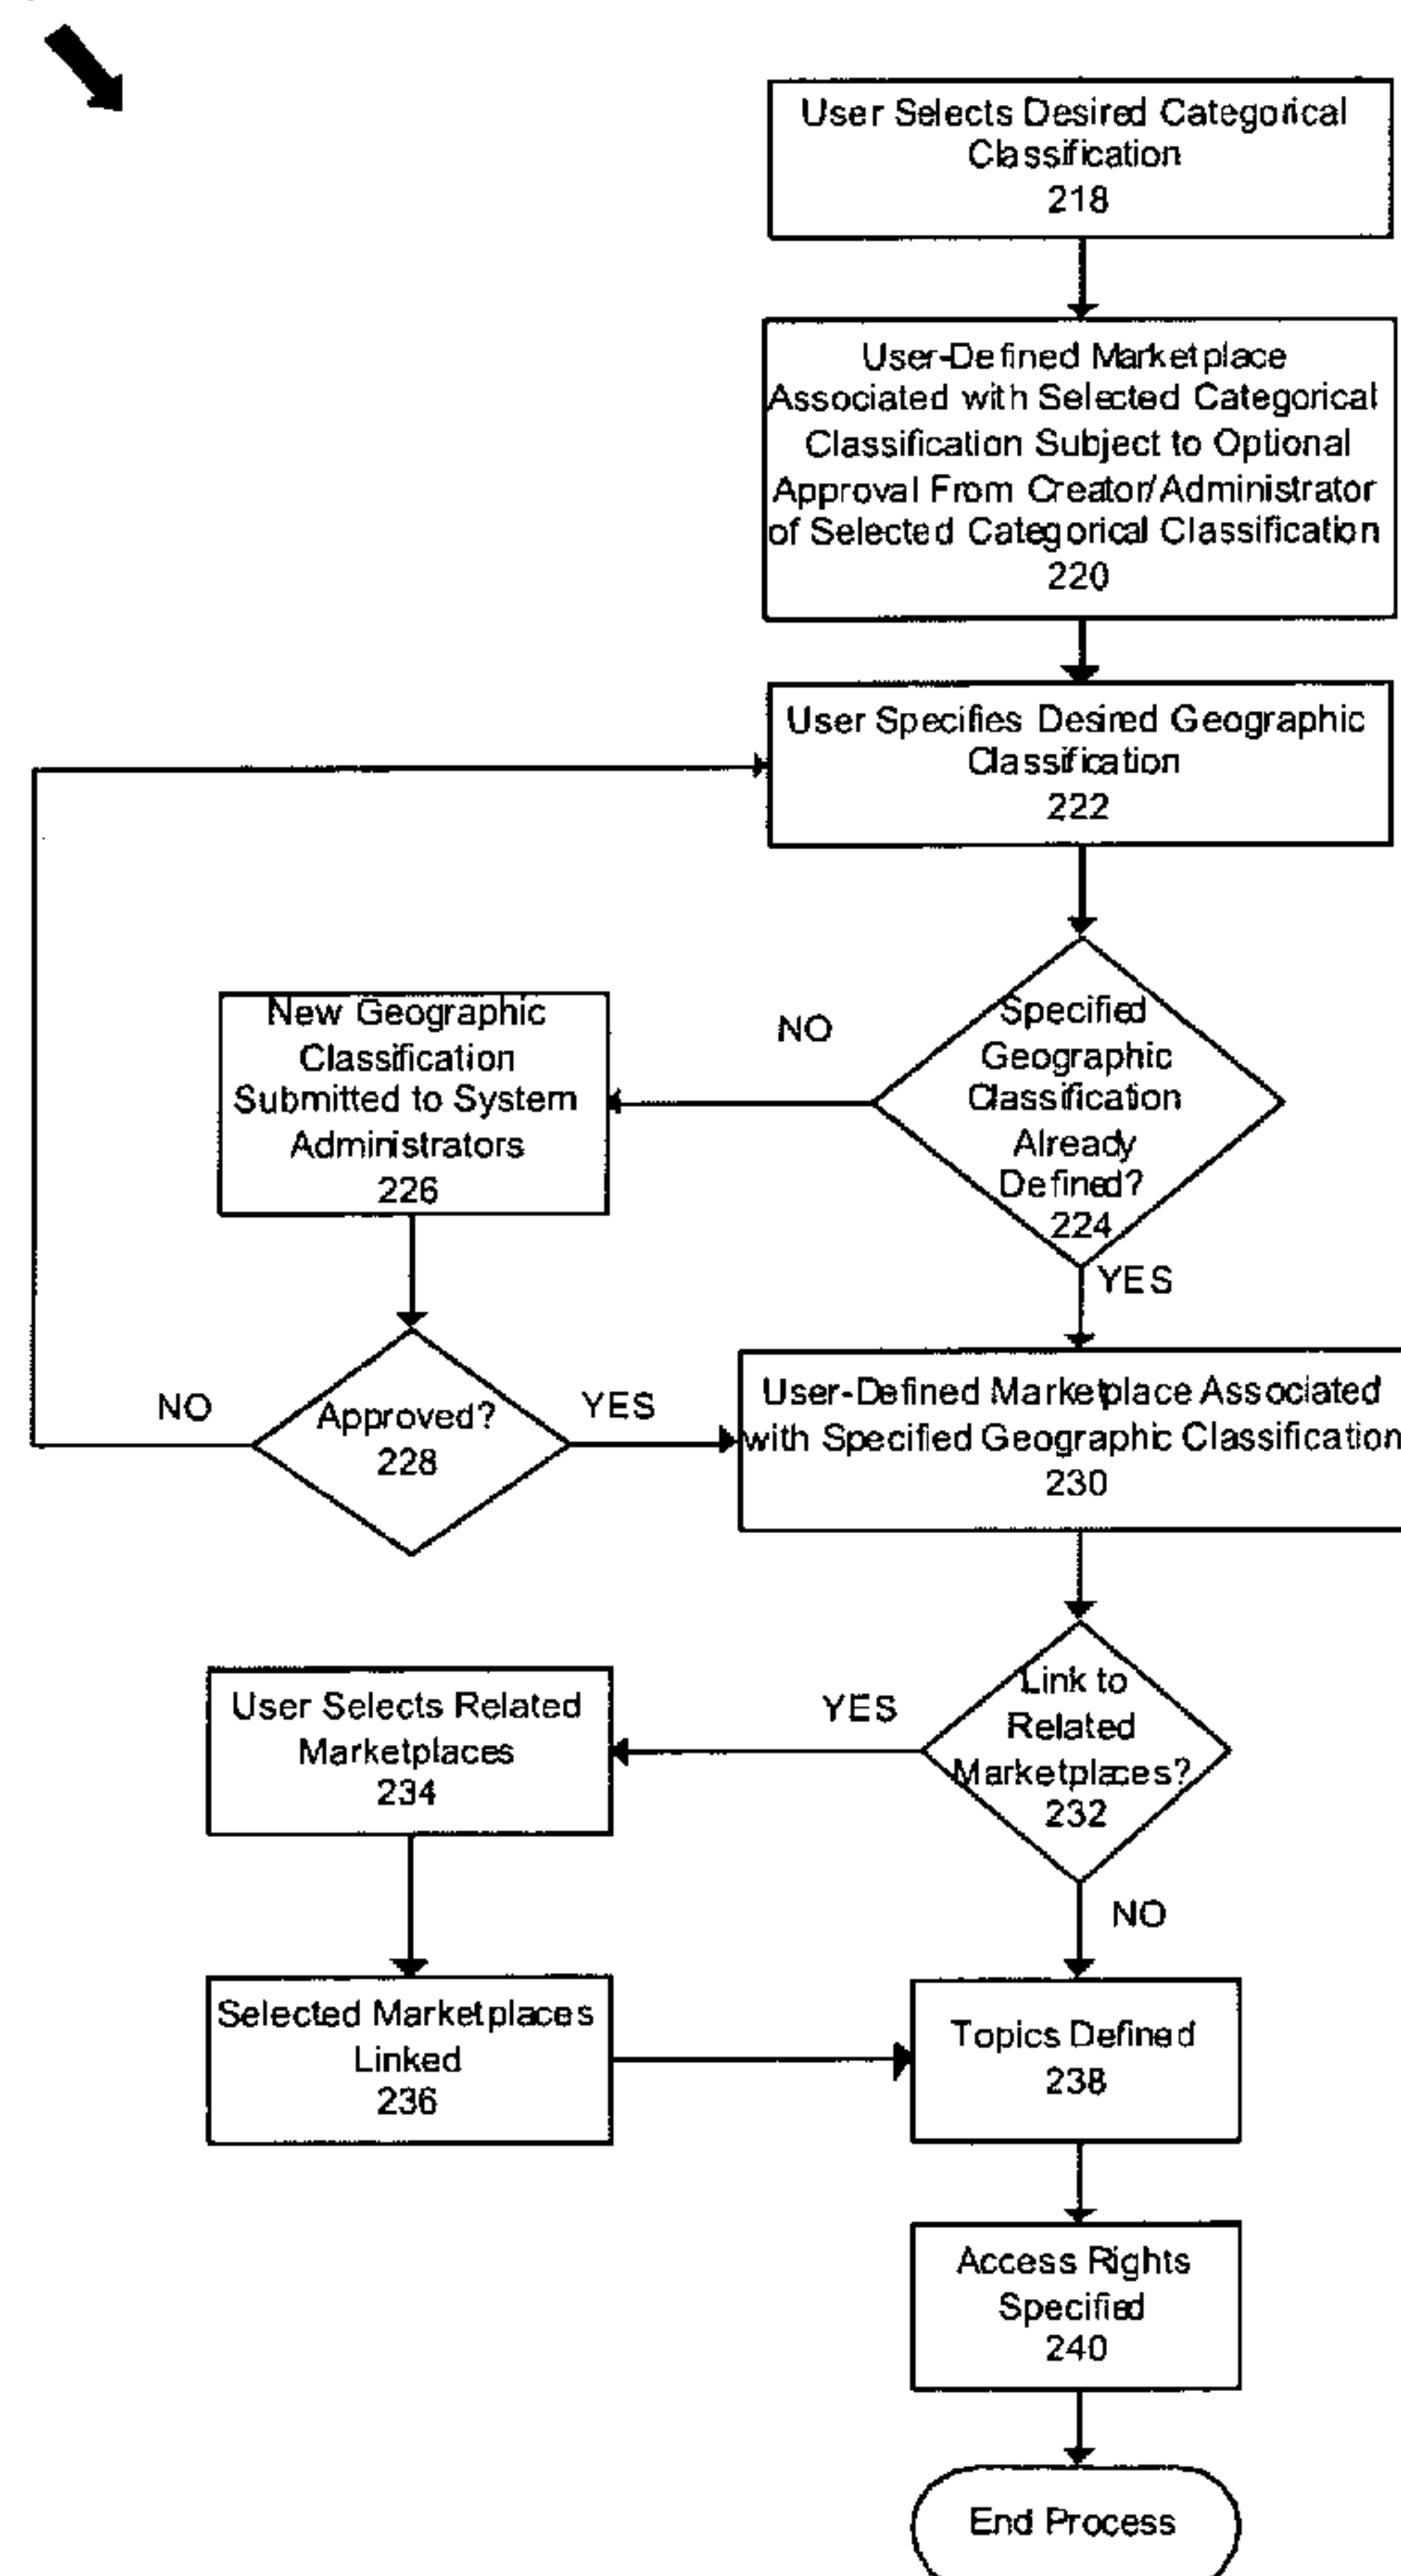 User Selects Desired Categorical
Classification
218
User-Defined Marketplace
Associated with Selected Categorical
Classification Subject to Optional
Approval From Creator/Administrator
of Selected Categorical Classification
220
User Specifies Desired Geographic
Classification
222
Specified
Geographic
Classification
Already
Defined?
224
NO
YES
New Geographic
Classification
Submitted to System
Administrators
226
Approved?
228
NO
YES
User-Defined Marketplace Associated
with Specified Geographic Classification
230
Link to
Related
Marketplaces?
232
YES
NO
User Selects Related
Marketplaces
234
Selected Marketplaces
Linked
236
Topics Defined
238
Access Rights
Specified
240
End Process